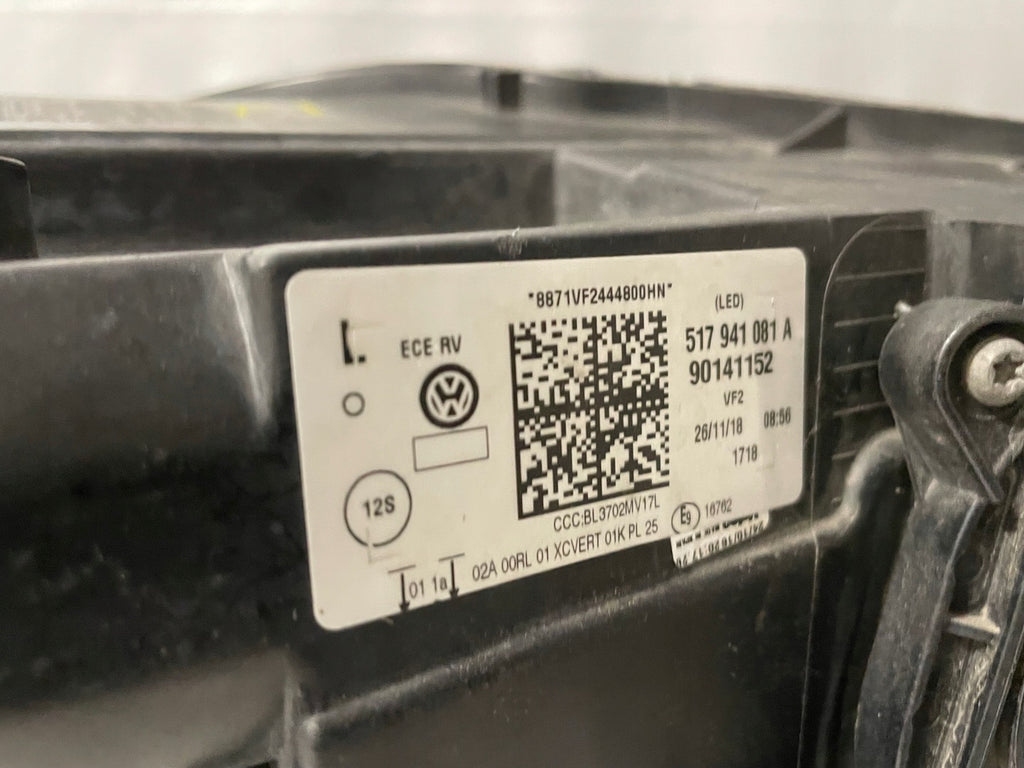 *8871VF2444800HN*
(LED)
L.
ECE RV
517 941 081 A
90141152
VF2
26/11/18 08:56
1718
12S
CCC:BL3702MV17L
E9 16762
02A 00RL 01 XCVERT 01K PL 25
01 1a